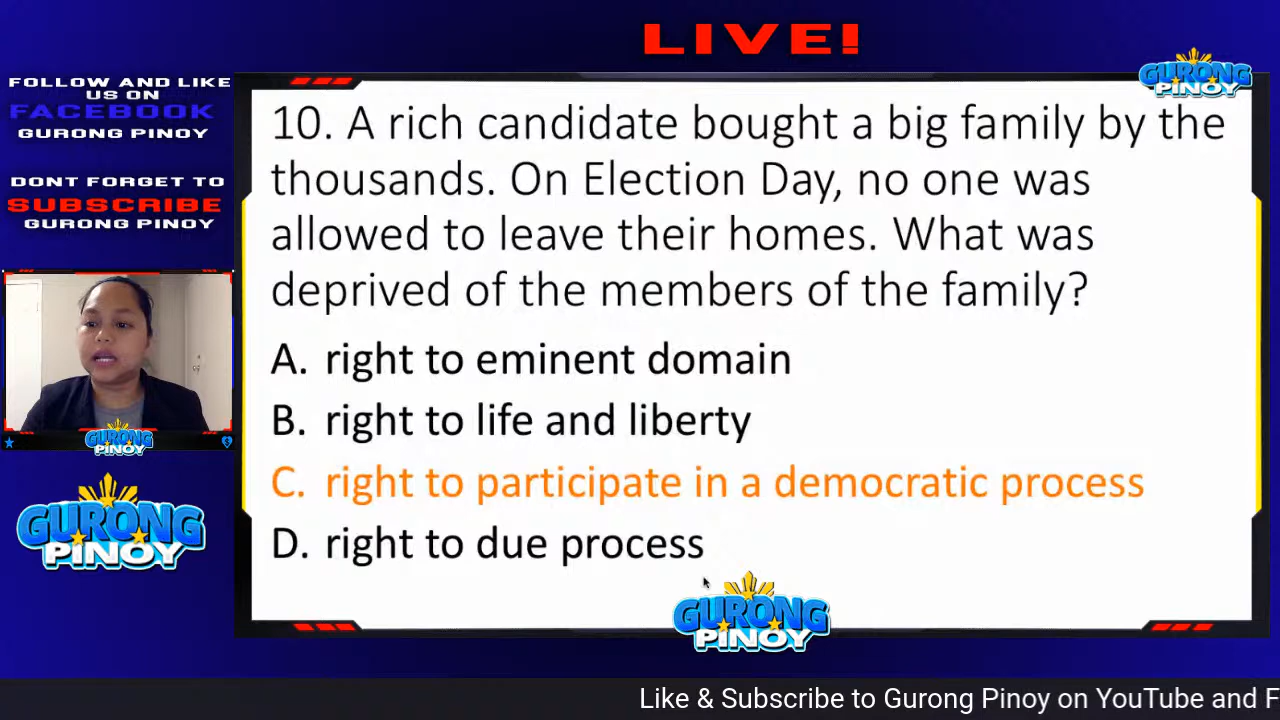 LIVE!
FOLLOW AND LIKE
US ON
FACEBOOK
GURONG PINOY
DONT FORGET TO
SUBSCRIBE
GURONG PINOY
GURONG
PINOY
10. A rich candidate bought a big family by the
thousands. On Election Day, no one was
allowed to leave their homes. What was
deprived of the members of the family?
A. right to eminent domain
B. right to life and liberty
C. right to participate in a democratic process
D. right to due process
GURONG
PINOY
GURONG
PINOY
GURONG
PINOY
Like & Subscribe to Gurong Pinoy on YouTube and F